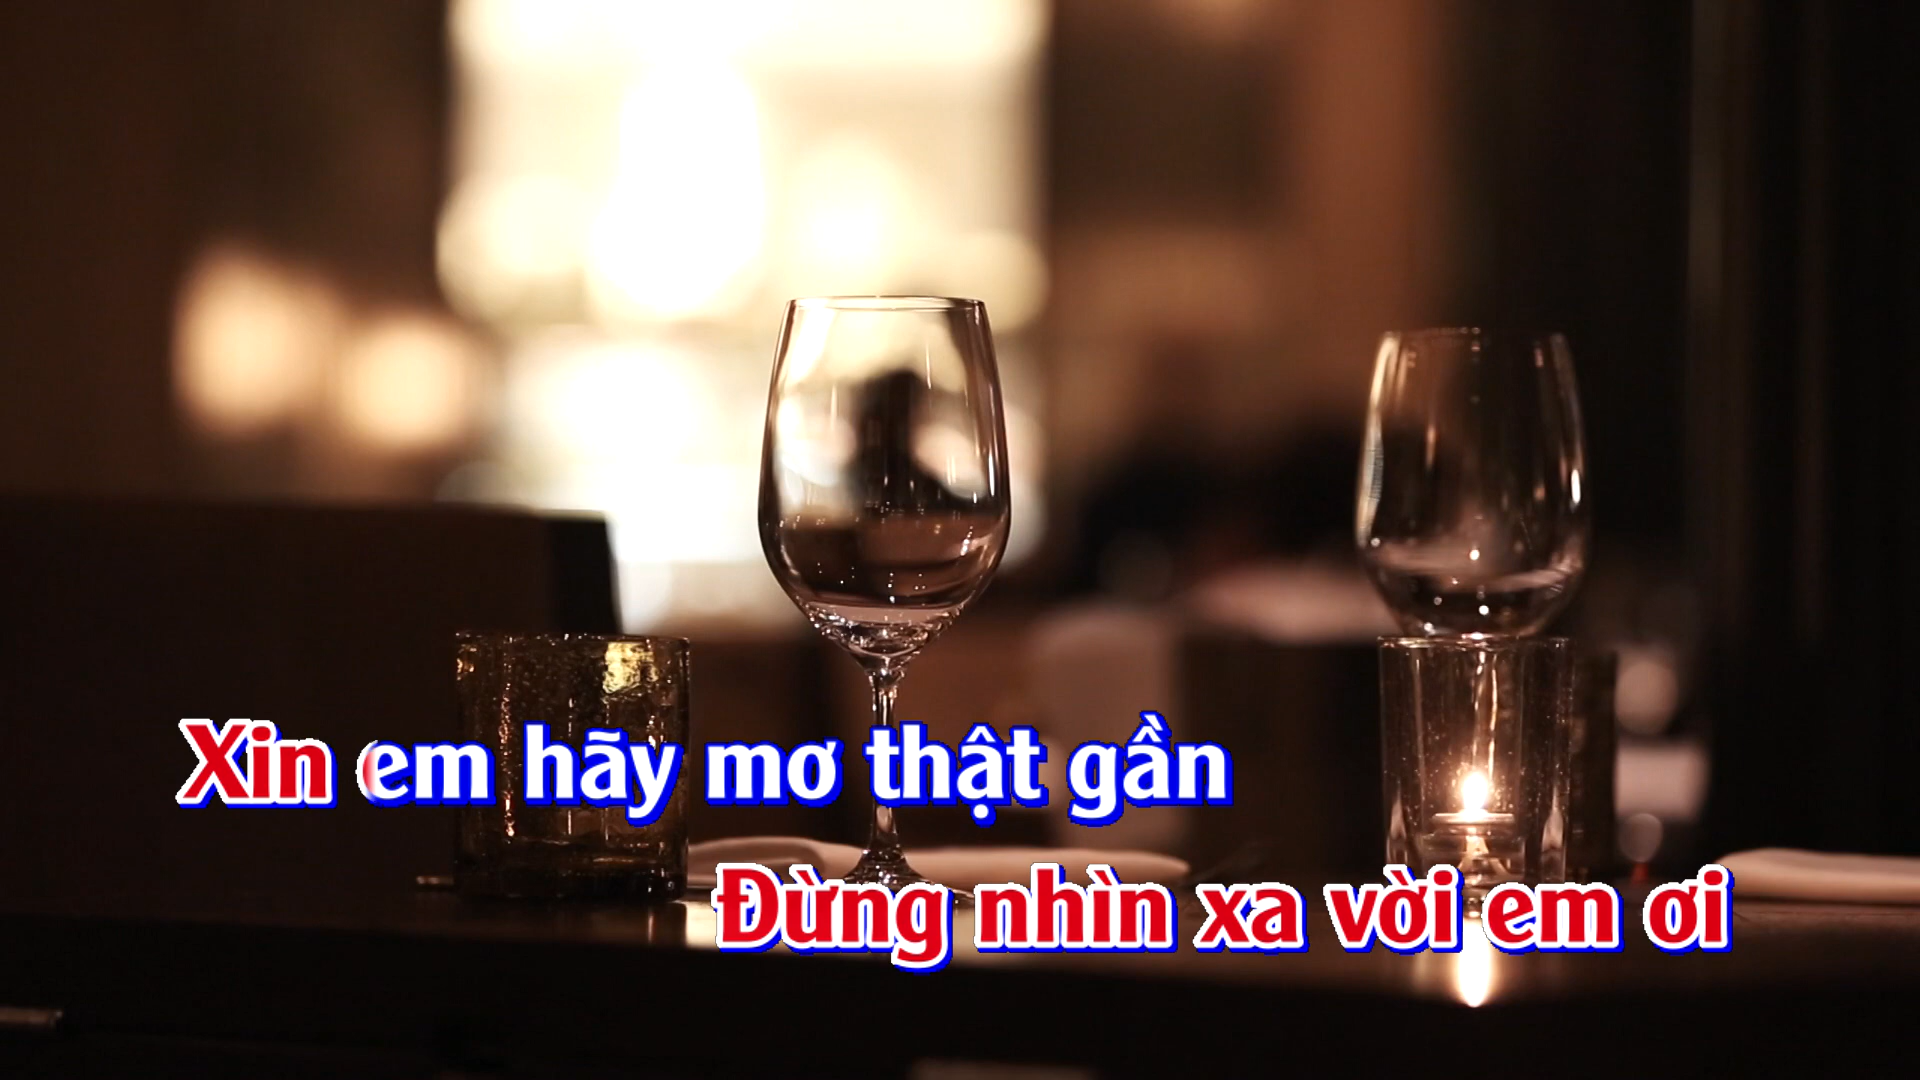 Xin em hãy mơ thật gần
Đừng nhìn xa vời em ơi